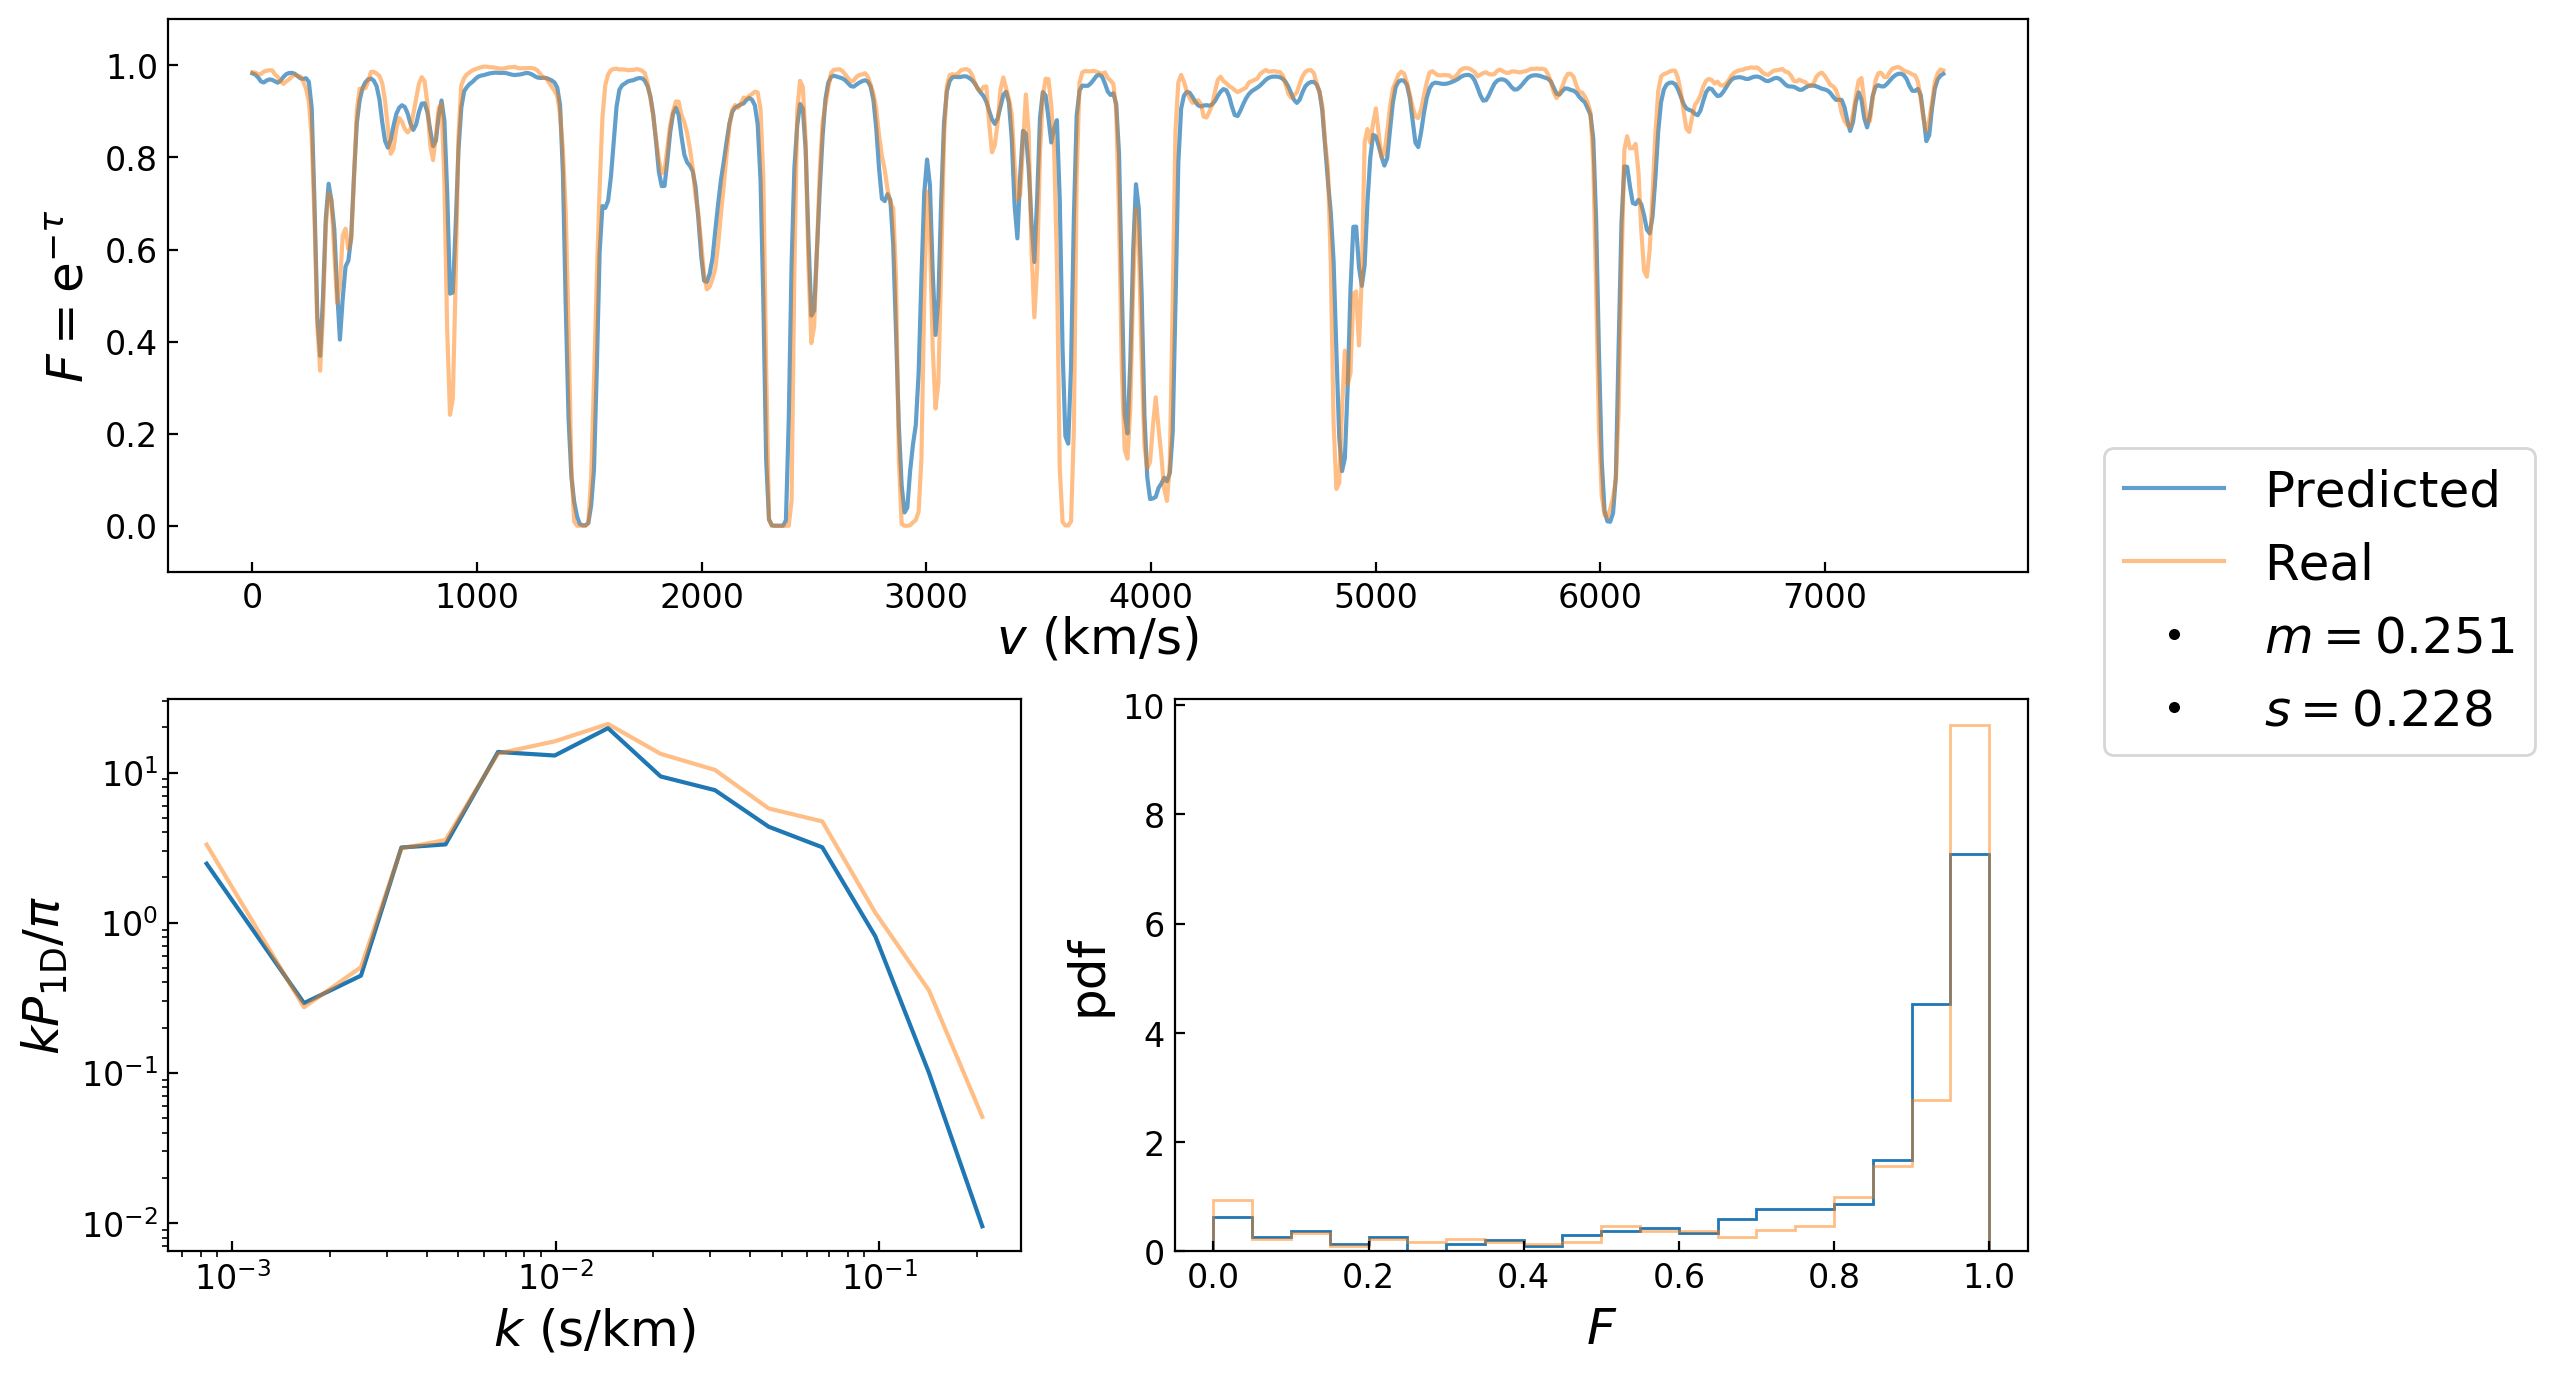 F = e^{−τ}
1.0
0.8
0.6
0.4
0.2
0.0
0 1000 2000 3000 4000 5000 6000 7000
v (km/s)
Predicted
Real
m = 0.251
s = 0.228
kP_{1D}/π
10^1
10^0
10^{−1}
10^{−2}
10^{−3} 10^{−2} 10^{−1}
k (s/km)
pdf
10
8
6
4
2
0
0.0 0.2 0.4 0.6 0.8 1.0
F